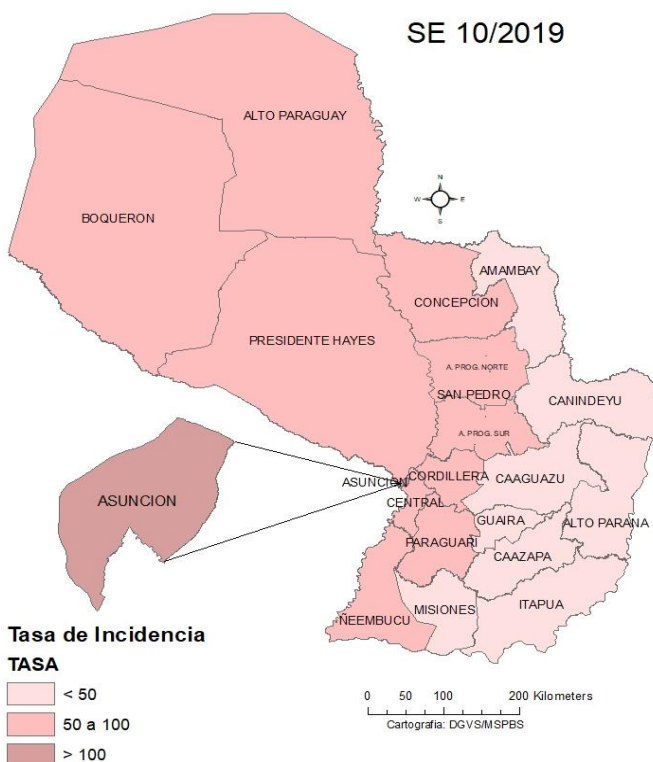 SE 10/2019
ALTO PARAGUAY
N
W E
S
BOQUERON
AMAMBAY
CONCEPCION
PRESIDENTE HAYES
A. PROG. NORTE
SAN PEDRO
CANINDEYU
A. PROG. SUR
ASUNCION
CORDILLERA
CAAGUAZU
ASUNCION
CENTRAL
GUAIRA
ALTO PARANA
PARAGUARI
CAAZAPA
MISIONES
ITAPUA
ÑEEMBUCU
Tasa de Incidencia
TASA
< 50
50 a 100
> 100
0 50 100 200 Kilometers
Cartografia: DGVS/MSPBS